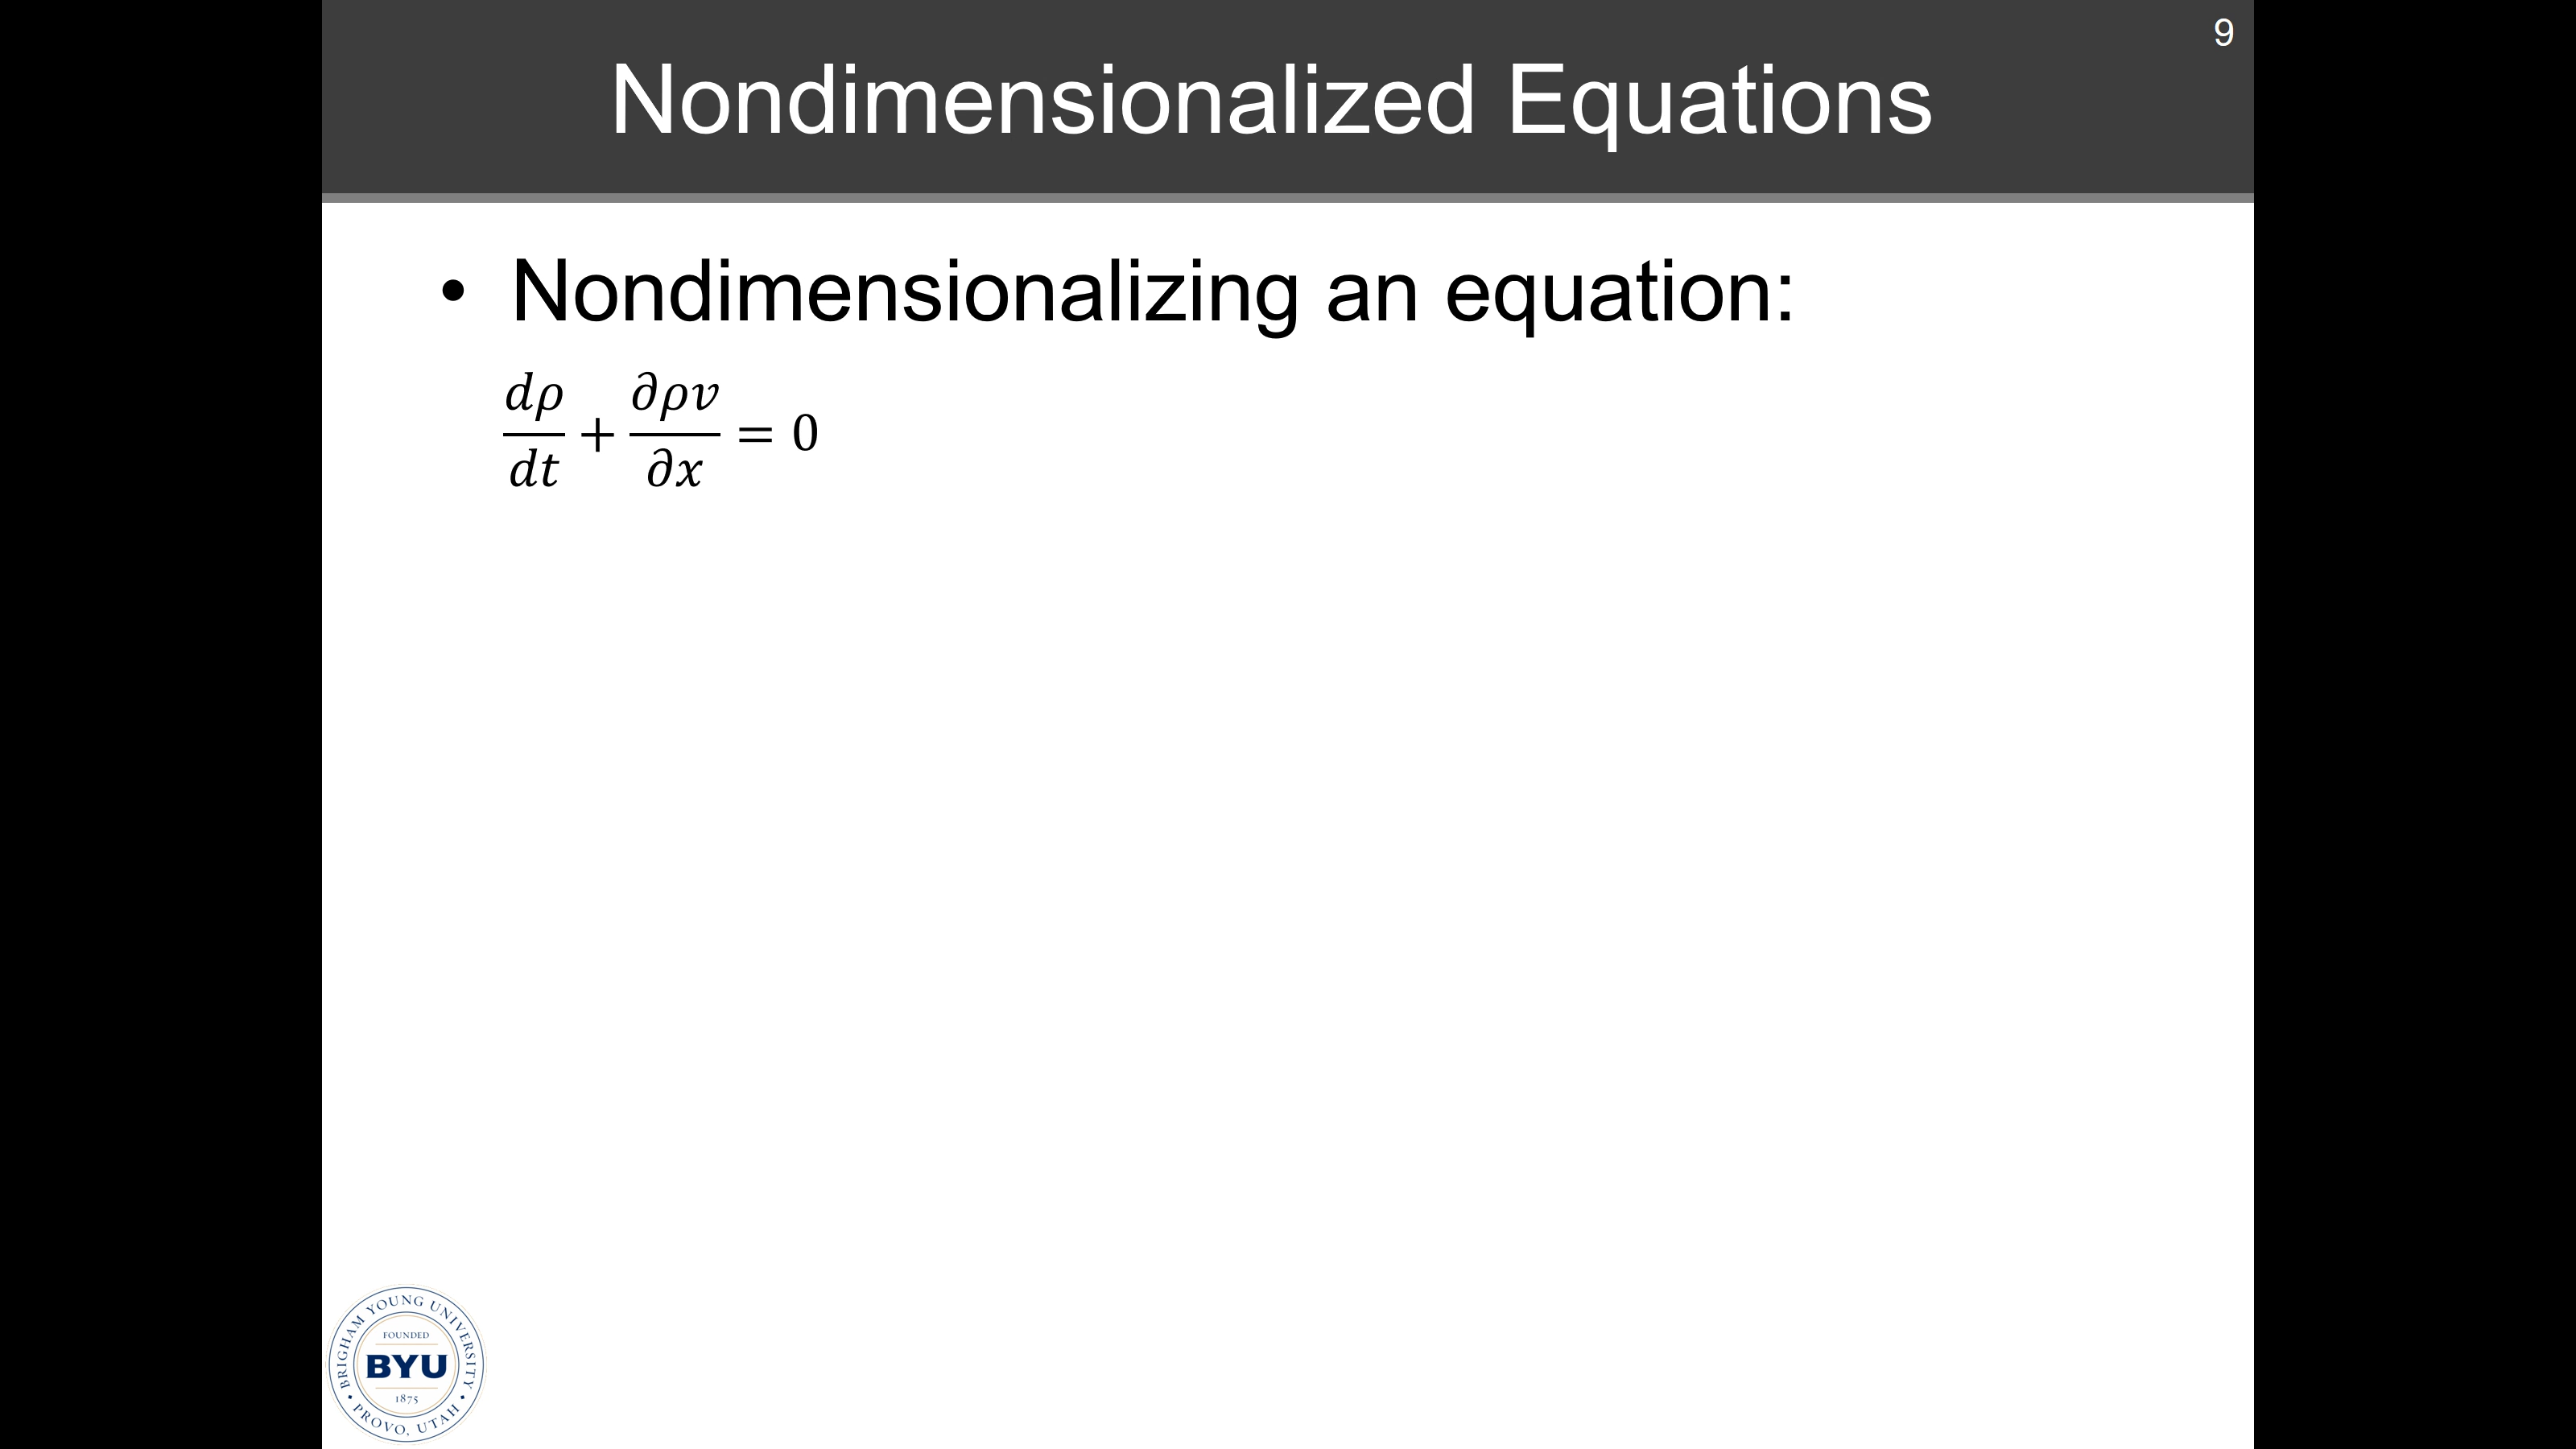 9
Nondimensionalized Equations
• Nondimensionalizing an equation:
dρ/dt + ∂ρv/∂x = 0
BRIGHAM YOUNG UNIVERSITY
FOUNDED
BYU
1875
• PROVO, UTAH •